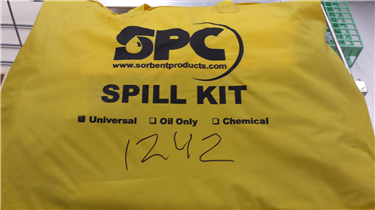 SPC
www.sorbentproducts.com
SPILL KIT
Universal Oil Only Chemical
1242